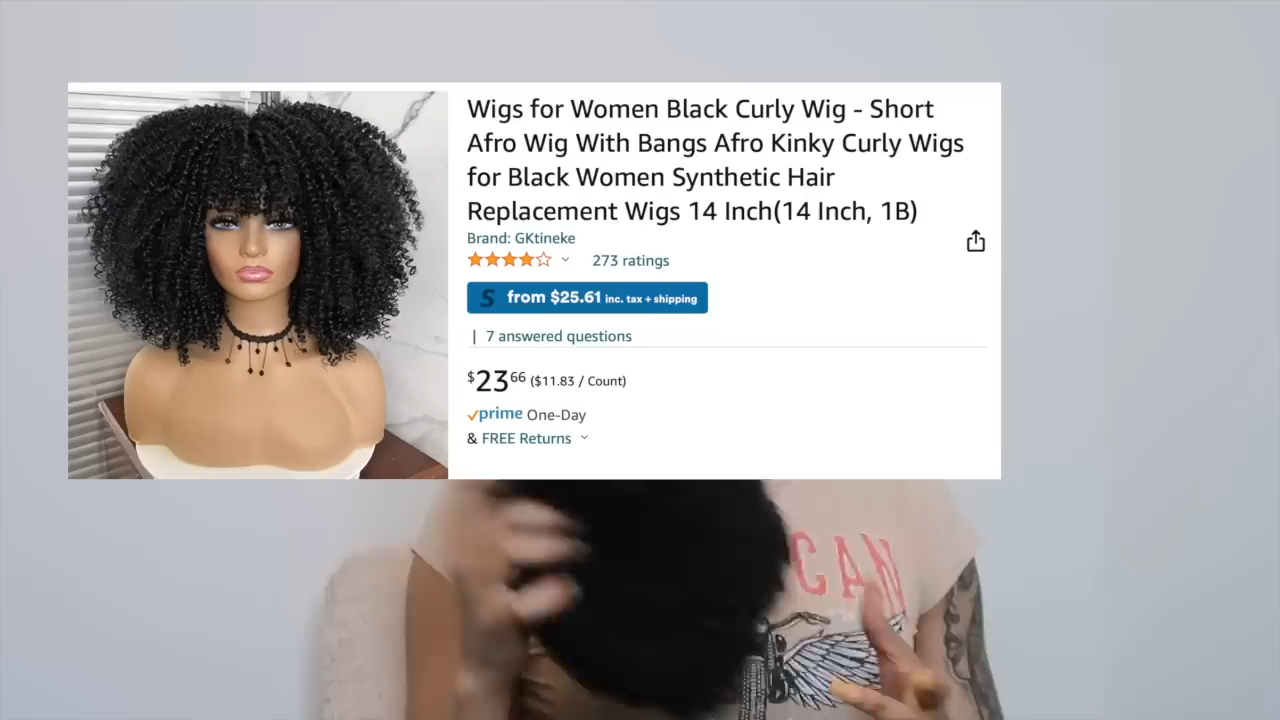 Wigs for Women Black Curly Wig - Short
Afro Wig With Bangs Afro Kinky Curly Wigs
for Black Women Synthetic Hair
Replacement Wigs 14 Inch(14 Inch, 1B)
Brand: GKtineke
273 ratings
S from $25.61 inc. tax + shipping
| 7 answered questions
$23 66 ($11.83 / Count)
prime One-Day
& FREE Returns
CAN